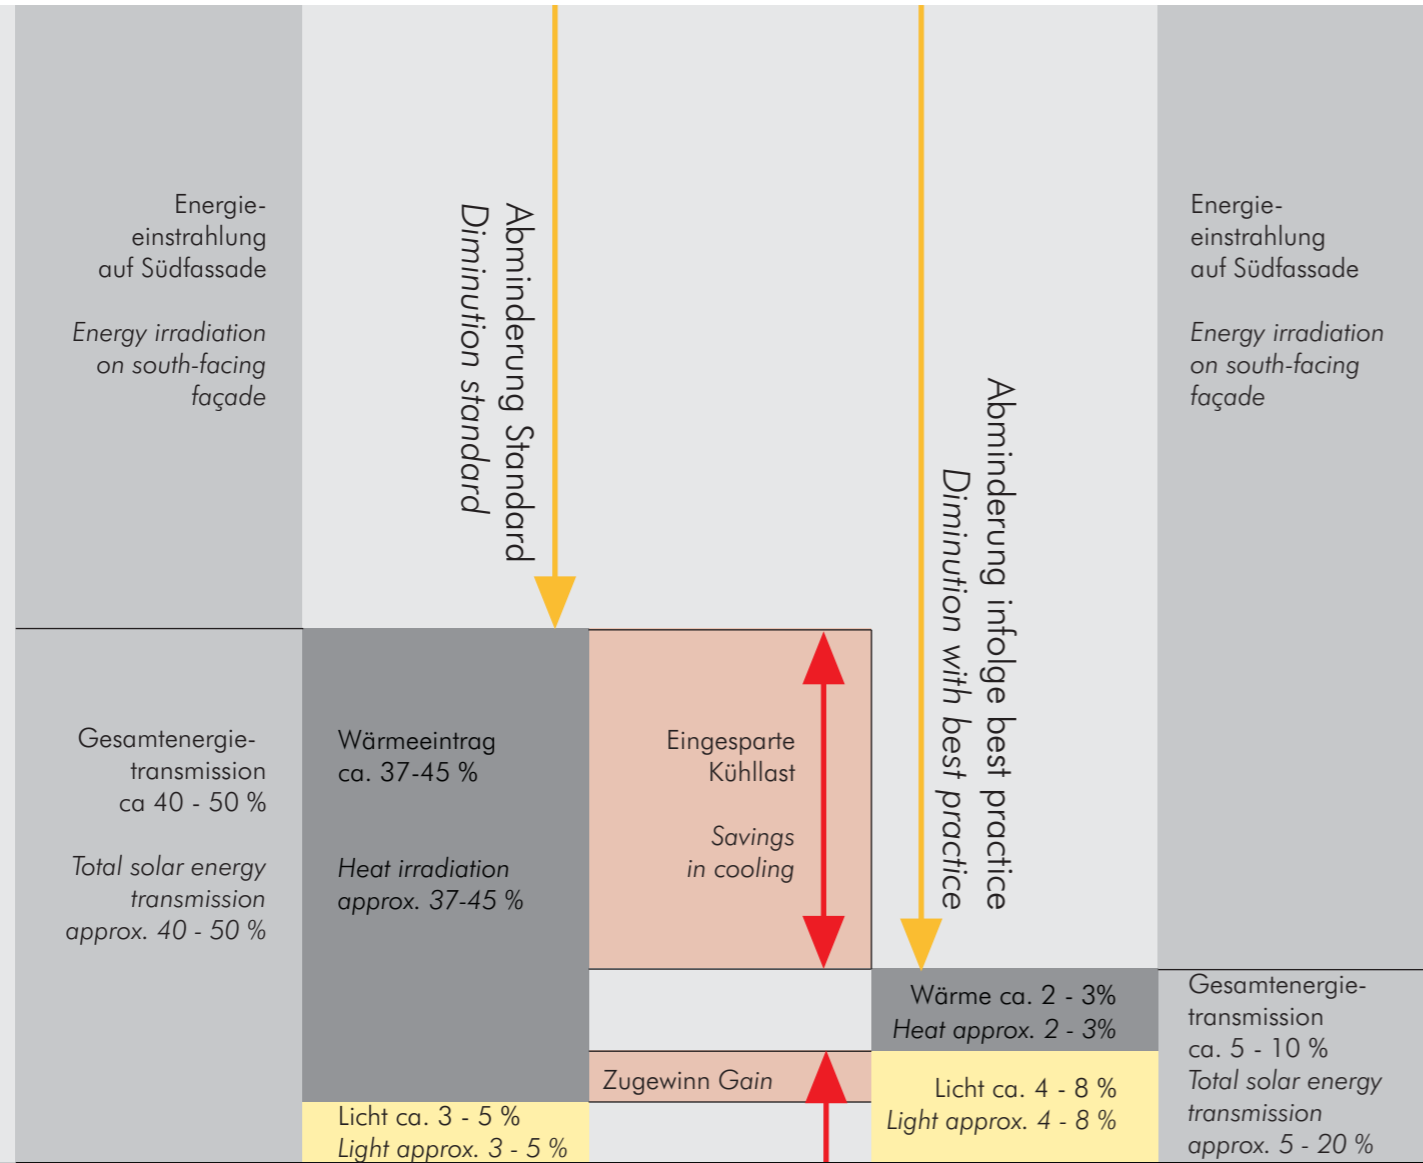 Energie-
einstrahlung
auf Südfassade
Energy irradiation
on south-facing
façade
Gesamtenergie-
transmission
ca 40 - 50 %
Total solar energy
transmission
approx. 40 - 50 %
Abminderung Standard
Diminution standard
Wärmeeintrag
ca. 37-45 %
Heat irradiation
approx. 37-45 %
Licht ca. 3 - 5 %
Light approx. 3 - 5 %
Eingesparte
Kühllast
Savings
in cooling
Zugewinn Gain
Abminderung infolge best practice
Diminution with best practice
Wärme ca. 2 - 3%
Heat approx. 2 - 3%
Licht ca. 4 - 8 %
Light approx. 4 - 8 %
Energie-
einstrahlung
auf Südfassade
Energy irradiation
on south-facing
façade
Gesamtenergie-
transmission
ca. 5 - 10 %
Total solar energy
transmission
approx. 5 - 20 %